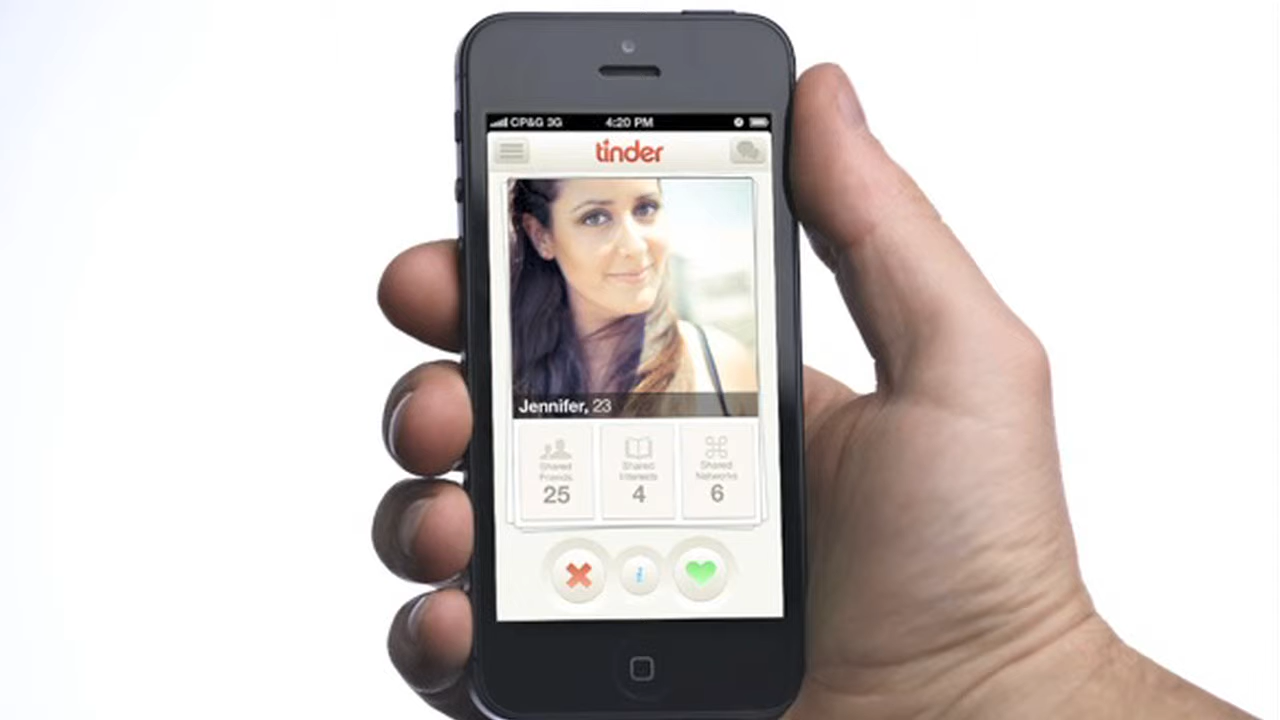 CP&G 3G 4:20 PM
tinder
Jennifer, 23
Shared
Friends
25
Shared
Interests
4
Shared
Networks
6
i